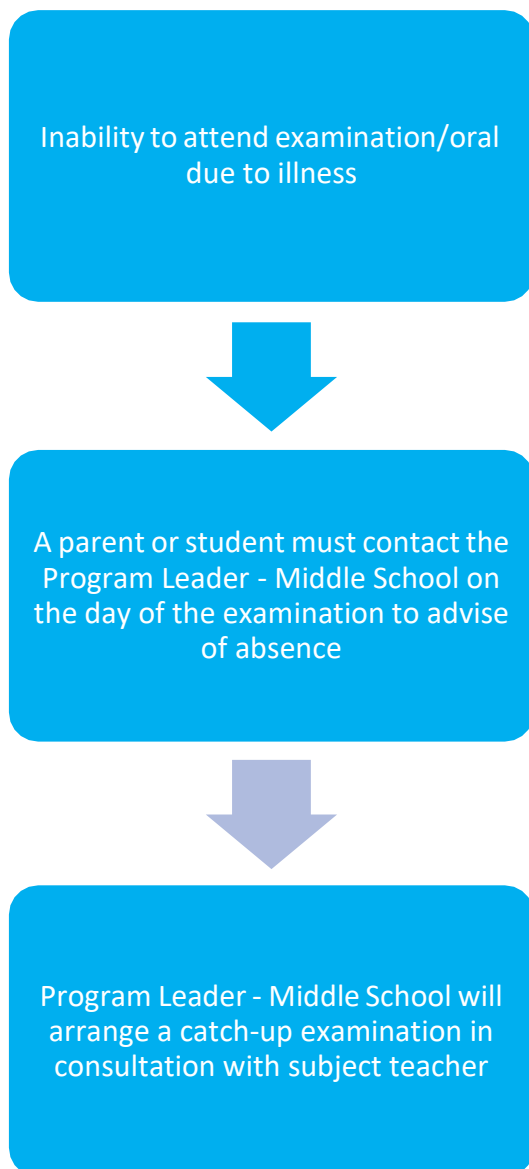 Inability to attend examination/oral
due to illness
A parent or student must contact the
Program Leader - Middle School on
the day of the examination to advise
of absence
Program Leader - Middle School will
arrange a catch-up examination in
consultation with subject teacher